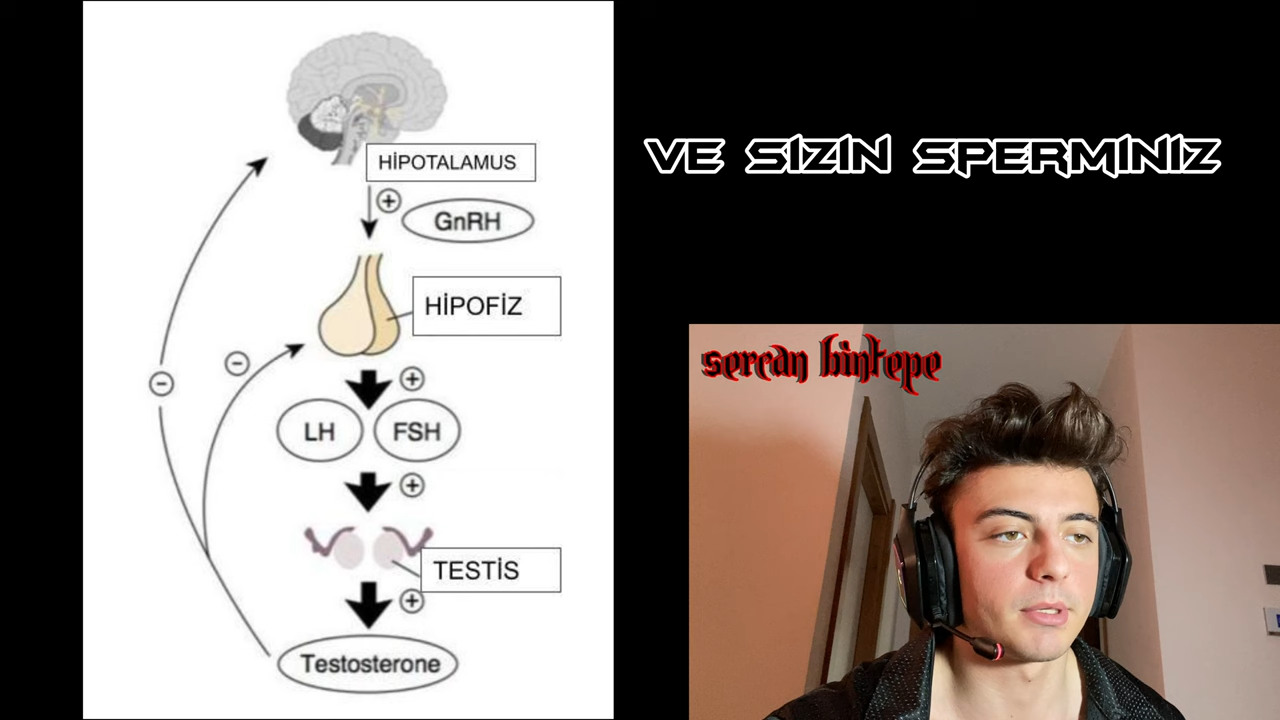 HİPOTALAMUS
+
GnRH
HİPOFİZ
−
−
+
LH FSH
+
TESTİS
+
Testosterone
VE SİZİN SPERMİNİZ
sercan bintepe